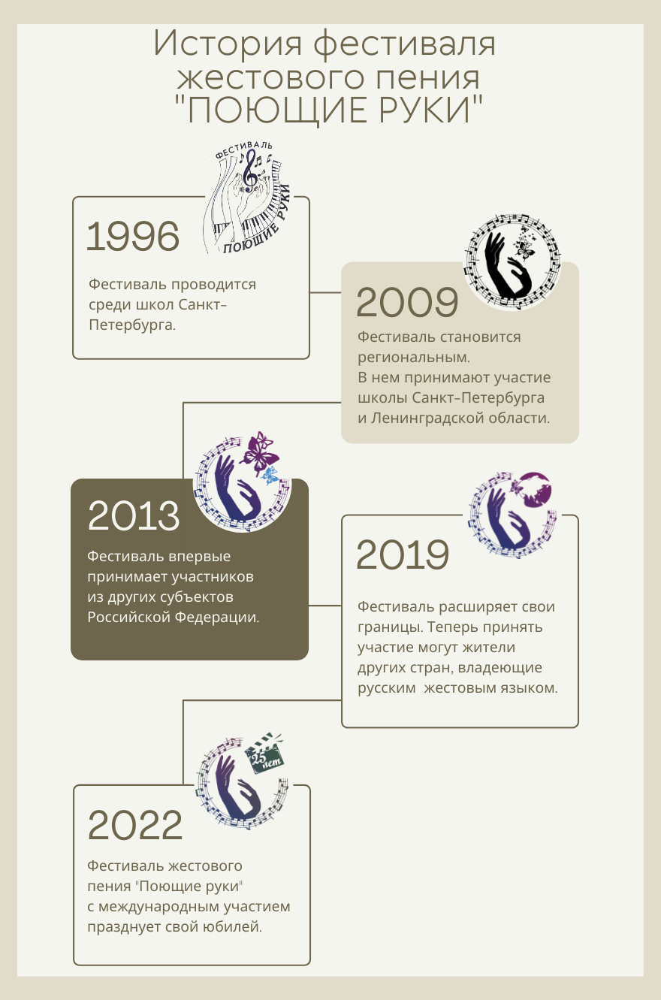 История фестиваля
жестового пения
"ПОЮЩИЕ РУКИ"
ФЕСТИВАЛЬ
ПОЮЩИЕ РУКИ
1996
Фестиваль проводится
среди школ Санкт-
Петербурга.
2009
Фестиваль становится
региональным.
В нем принимают участие
школы Санкт-Петербурга
и Ленинградской области.
2013
Фестиваль впервые
принимает участников
из других субъектов
Российской Федерации.
2019
Фестиваль расширяет свои
границы. Теперь принять
участие могут жители
других стран, владеющие
русским  жестовым языком.
25
лет
2022
Фестиваль жестового
пения "Поющие руки"
с международным участием
празднует свой юбилей.